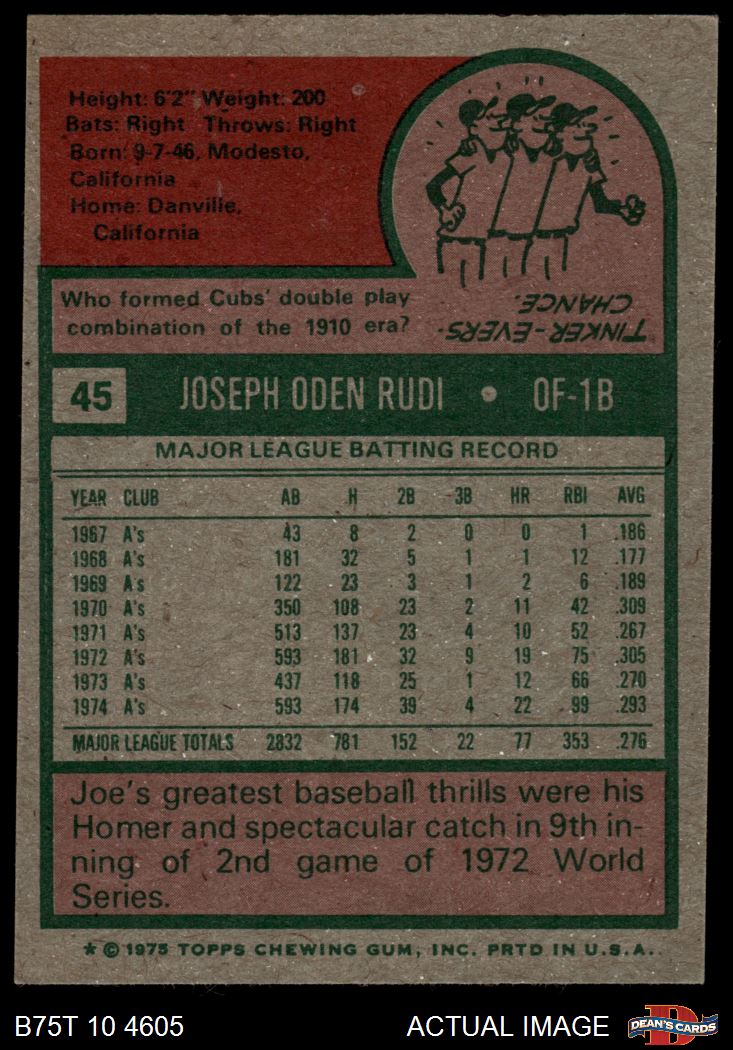 Height: 6'2" Weight: 200
Bats: Right Throws: Right
Born: 9-7-46, Modesto,
California
Home: Danville,
California
Who formed Cubs' double play
combination of the 1910 era?
TINKER-EVERS-
CHANCE.
45 JOSEPH ODEN RUDI • OF-1B
MAJOR LEAGUE BATTING RECORD
YEAR CLUB AB H 2B 3B HR RBI AVG
1967 A's 43 8 2 0 0 1 .186
1968 A's 181 32 5 1 1 12 .177
1969 A's 122 23 3 1 2 6 .189
1970 A's 350 108 23 2 11 42 .309
1971 A's 513 137 23 4 10 52 .267
1972 A's 593 181 32 9 19 75 .305
1973 A's 437 118 25 1 12 66 .270
1974 A's 593 174 39 4 22 99 .293
MAJOR LEAGUE TOTALS 2832 781 152 22 77 353 .276
Joe's greatest baseball thrills were his
Homer and spectacular catch in 9th in-
ning of 2nd game of 1972 World
Series.
* © 1975 TOPPS CHEWING GUM, INC. PRTD IN U.S.A.
B75T 10 4605 ACTUAL IMAGE DEAN'S CARDS